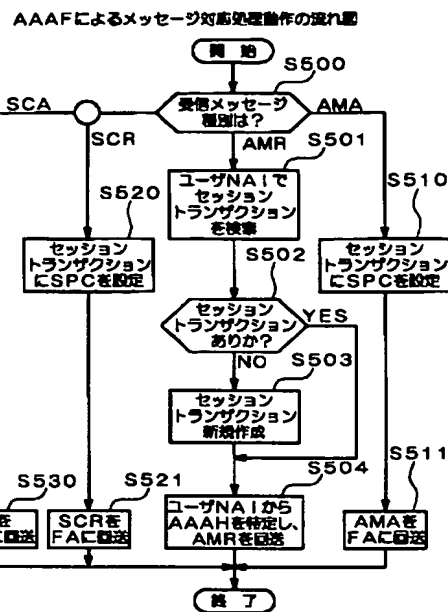 AAAFによるメッセージ対応処理動作の流れ図
開始
S500
SCA
受信メッセージ
種別は?
AMA
SCR
AMR
S501
ユーザNAIで
セッション
トランザクション
を検索
S510
S520
セッション
トランザクション
にSPCを設定
セッション
トランザクション
にSPCを設定
S502
セッション
トランザクション
ありか?
YES
NO
S503
セッション
トランザクション
新規作成
S504
S530
S521
S511
を
に回送
SCRを
FAに回送
ユーザNAIから
AAAHを特定し、
AMRを回送
AMAを
FAに回送
終了